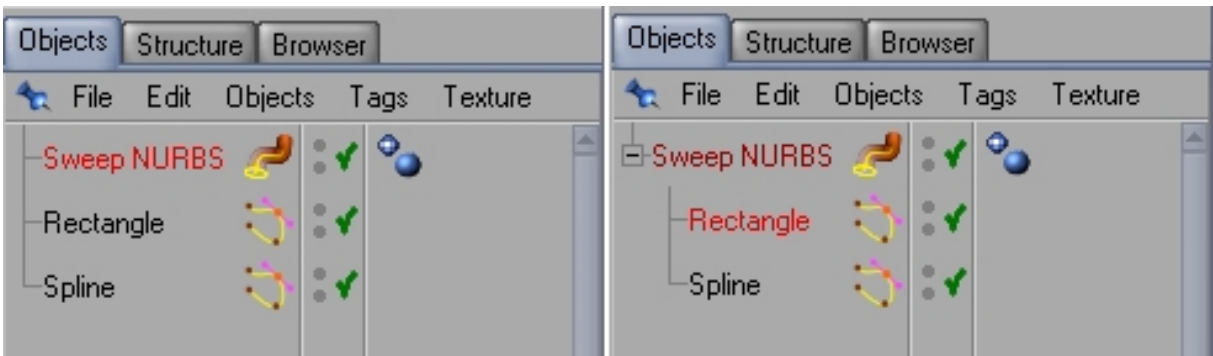 Objects Structure Browser
File Edit Objects Tags Texture
Sweep NURBS
Rectangle
Spline
Objects Structure Browser
File Edit Objects Tags Texture
Sweep NURBS
Rectangle
Spline